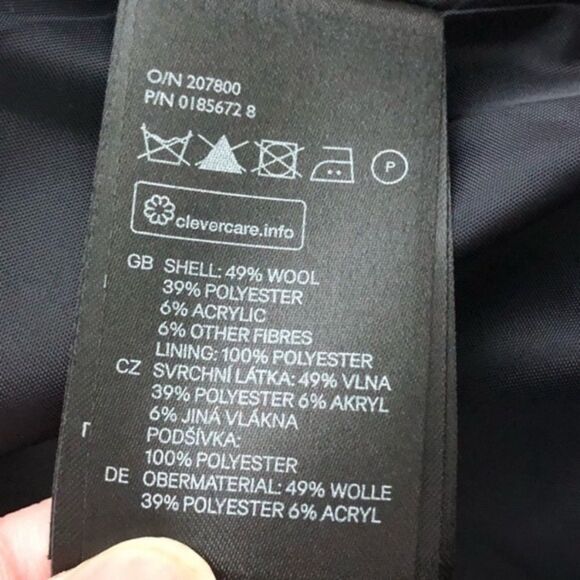 O/N 207800
P/N 0185672 8
P
clevercare.info
GB SHELL: 49% WOOL
39% POLYESTER
6% ACRYLIC
6% OTHER FIBRES
LINING: 100% POLYESTER
CZ SVRCHNÍ LÁTKA: 49% VLNA
39% POLYESTER 6% AKRYL
6% JINÁ VLÁKNA
PODŠÍVKA:
100% POLYESTER
DE OBERMATERIAL: 49% WOLLE
39% POLYESTER 6% ACRYL